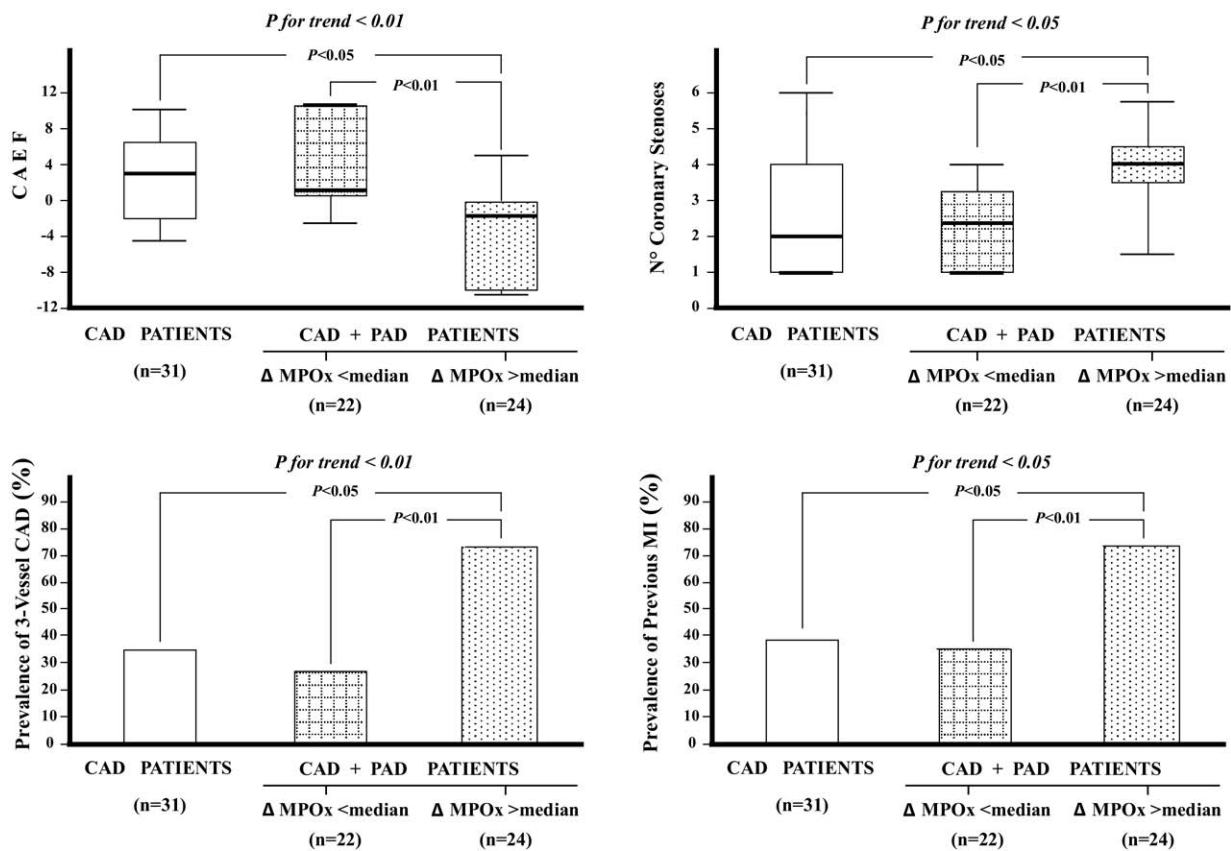 P for trend < 0.01
P<0.05
P<0.01
C A E F
12
8
4
0
-4
-8
-12
CAD PATIENTS
(n=31)
CAD + PAD PATIENTS
Δ MPOx <median
(n=22)
Δ MPOx >median
(n=24)
P for trend < 0.05
P<0.05
P<0.01
N° Coronary Stenoses
6
5
4
3
2
1
0
CAD PATIENTS
(n=31)
CAD + PAD PATIENTS
Δ MPOx <median
(n=22)
Δ MPOx >median
(n=24)
P for trend < 0.01
P<0.05
P<0.01
Prevalence of 3-Vessel CAD (%)
90
80
70
60
50
40
30
20
10
0
CAD PATIENTS
(n=31)
CAD + PAD PATIENTS
Δ MPOx <median
(n=22)
Δ MPOx >median
(n=24)
P for trend < 0.05
P<0.05
P<0.01
Prevalence of Previous MI (%)
90
80
70
60
50
40
30
20
10
0
CAD PATIENTS
(n=31)
CAD + PAD PATIENTS
Δ MPOx <median
(n=22)
Δ MPOx >median
(n=24)